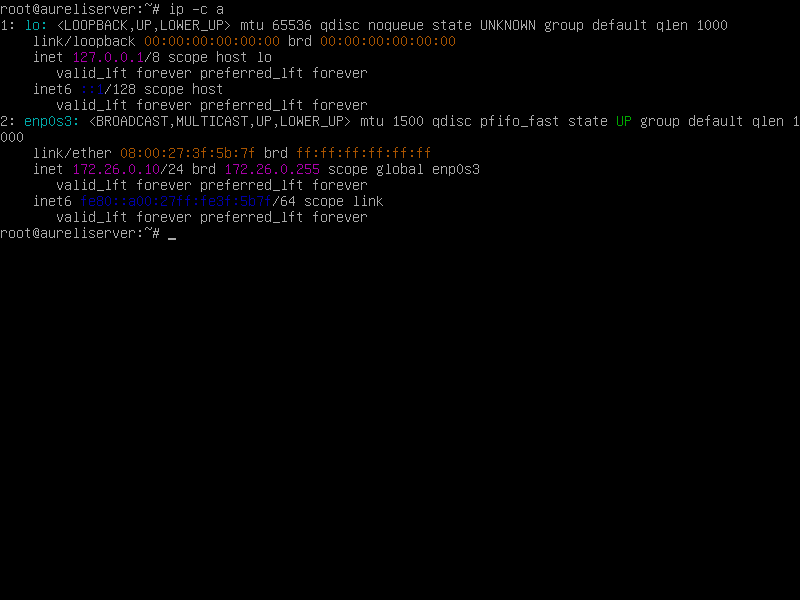 root@aureliserver:~# ip -c a
1: lo: <LOOPBACK,UP,LOWER_UP> mtu 65536 qdisc noqueue state UNKNOWN group default qlen 1000
link/loopback 00:00:00:00:00:00 brd 00:00:00:00:00:00
inet 127.0.0.1/8 scope host lo
valid_lft forever preferred_lft forever
inet6 ::1/128 scope host
valid_lft forever preferred_lft forever
2: enp0s3: <BROADCAST,MULTICAST,UP,LOWER_UP> mtu 1500 qdisc pfifo_fast state UP group default qlen 1
000
link/ether 08:00:27:3f:5b:7f brd ff:ff:ff:ff:ff:ff
inet 172.26.0.10/24 brd 172.26.0.255 scope global enp0s3
valid_lft forever preferred_lft forever
inet6 fe80::a00:27ff:fe3f:5b7f/64 scope link
valid_lft forever preferred_lft forever
root@aureliserver:~# _